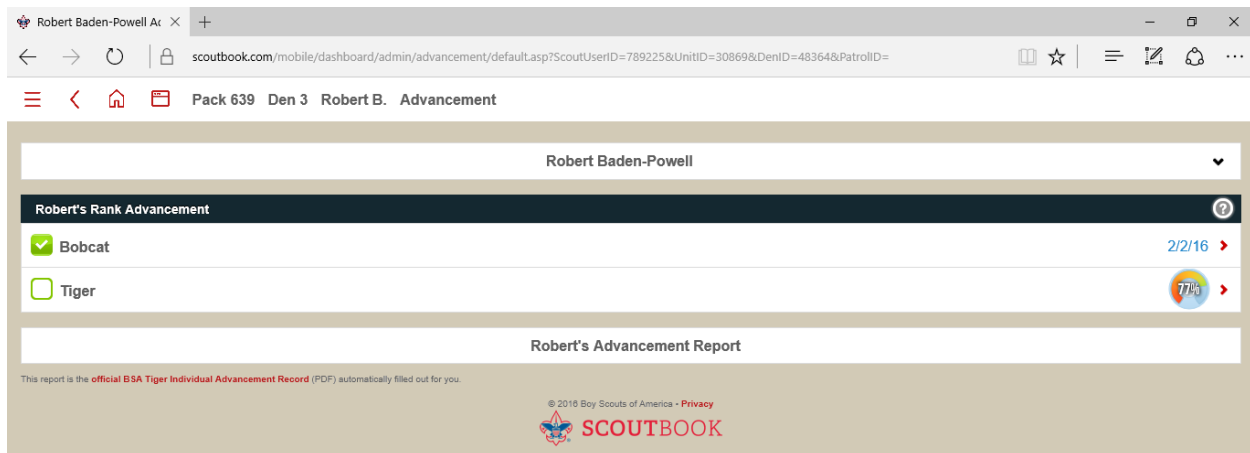 Robert Baden-Powell Ac
scoutbook.com/mobile/dashboard/admin/advancement/default.asp?ScoutUserID=789225&UnitID=30869&DenID=48364&PatrolID=
Pack 639 Den 3 Robert B. Advancement
Robert Baden-Powell
Robert's Rank Advancement
Bobcat 2/2/16
Tiger 77%
Robert's Advancement Report
This report is the official BSA Tiger Individual Advancement Record (PDF) automatically filled out for you.
© 2016 Boy Scouts of America - Privacy
SCOUTBOOK